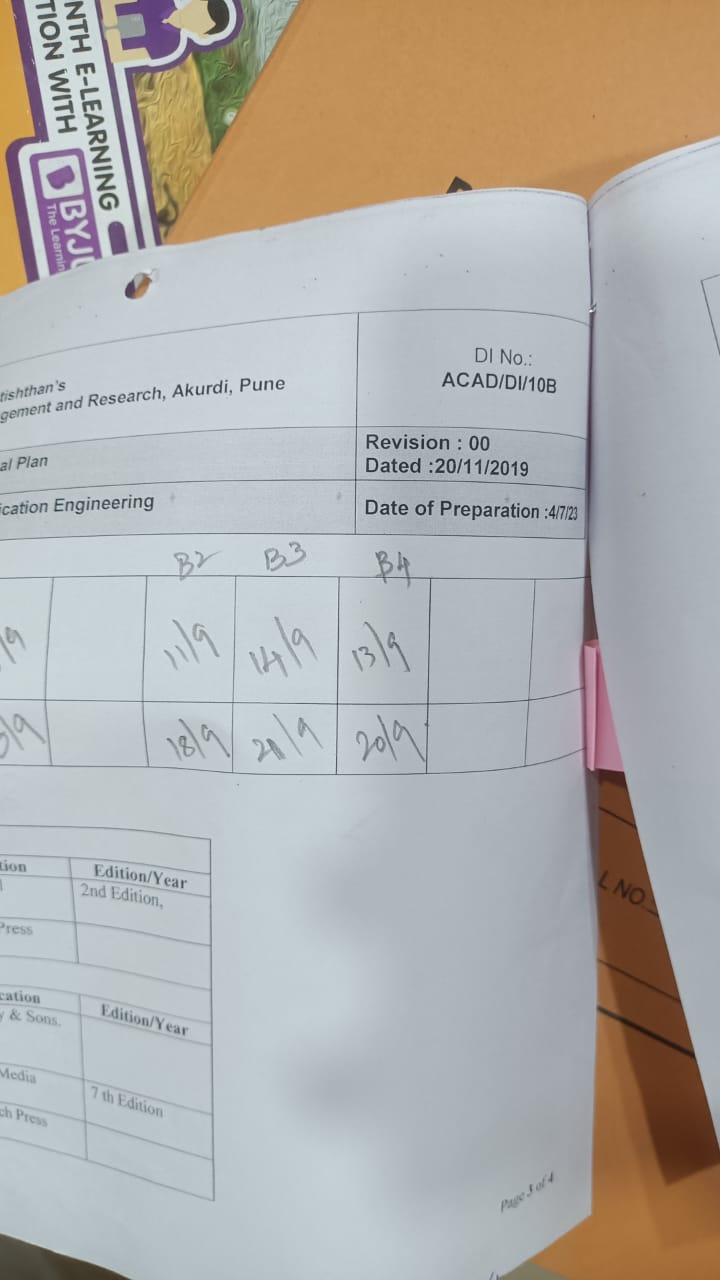 NTH E-LEARNING
TION WITH
BYJU
The Learnin
tishthan's
gement and Research, Akurdi, Pune
DI No.:
ACAD/DI/10B
al Plan
Revision : 00
Dated :20/11/2019
ication Engineering
Date of Preparation :4/7/23
B2 B3 B4
/9 11/9 14/9 13/9
/9 18/9 /9 20/9
tion Edition/Year
2nd Edition,
Press
cation Edition/Year
y & Sons.
Media 7 th Edition
ch Press
L NO
Page 3 of 4